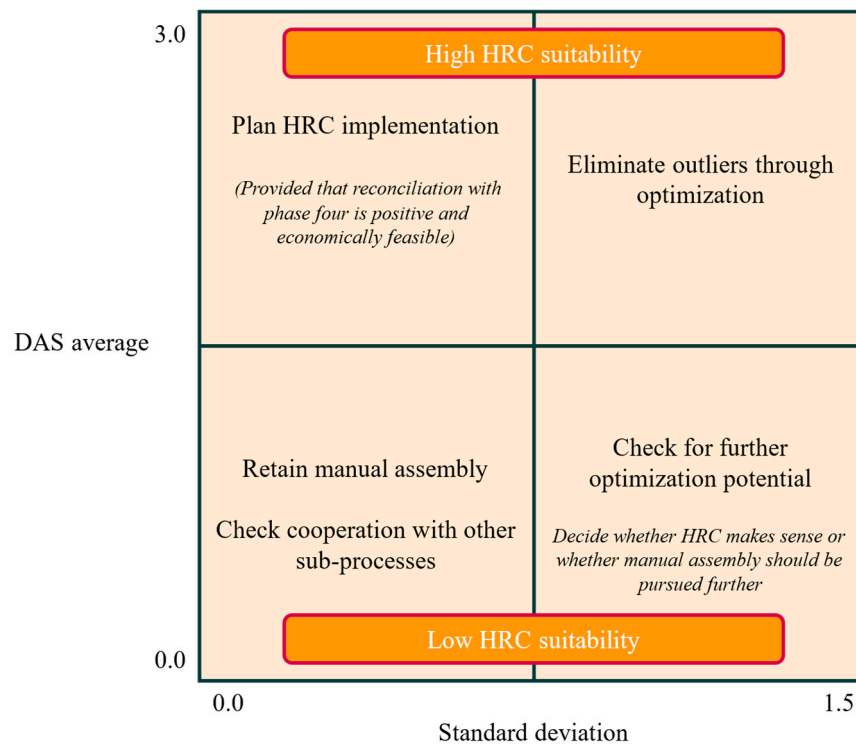 3.0
High HRC suitability
Plan HRC implementation
(Provided that reconciliation with
phase four is positive and
economically feasible)
Eliminate outliers through
optimization
DAS average
Retain manual assembly
Check cooperation with other
sub-processes
Check for further
optimization potential
Decide whether HRC makes sense or
whether manual assembly should be
pursued further
Low HRC suitability
0.0
0.0
1.5
Standard deviation